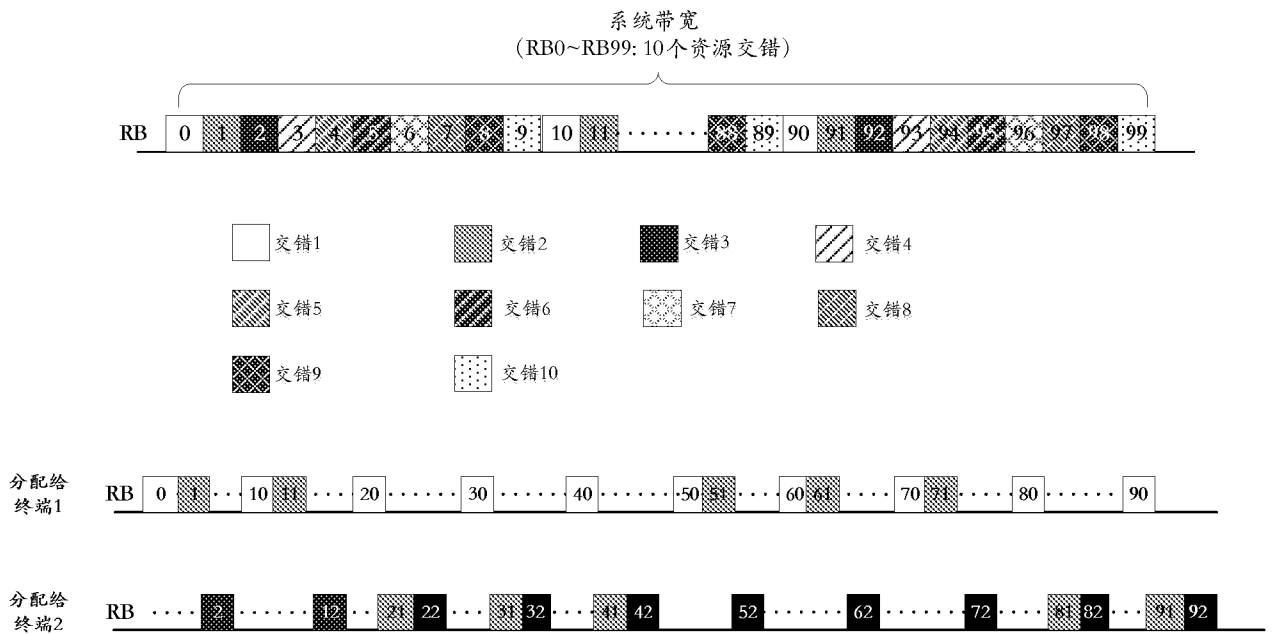 系统带宽
(RB0~RB99: 10个资源交错)
RB 0 1 2 3 4 5 6 7 8 9 10 11 ······· 88 89 90 91 92 93 94 95 96 97 98 99
交错1 交错2 交错3 交错4
交错5 交错6 交错7 交错8
交错9 交错10
分配给
终端1
RB 0 1 ··· 10 11 ···· 20 ······ 30 ······ 40 ····· 50 51 ···· 60 61 ···· 70 71 ····· 80 ······ 90
分配给
终端2
RB ···· 2 ······ 12 ·· 21 22 ··· 31 32 ··· 41 42 ······ 52 ······ 62 ······ 72 ···· 81 82 ··· 91 92